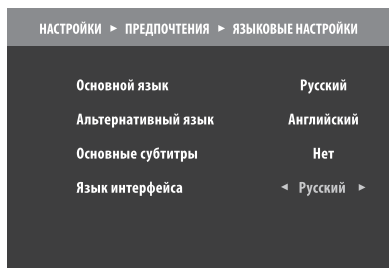 НАСТРОЙКИ ► ПРЕДПОЧТЕНИЯ ► ЯЗЫКОВЫЕ НАСТРОЙКИ
Основной язык Русский
Альтернативный язык Английский
Основные субтитры Нет
Язык интерфейса ◄ Русский ►